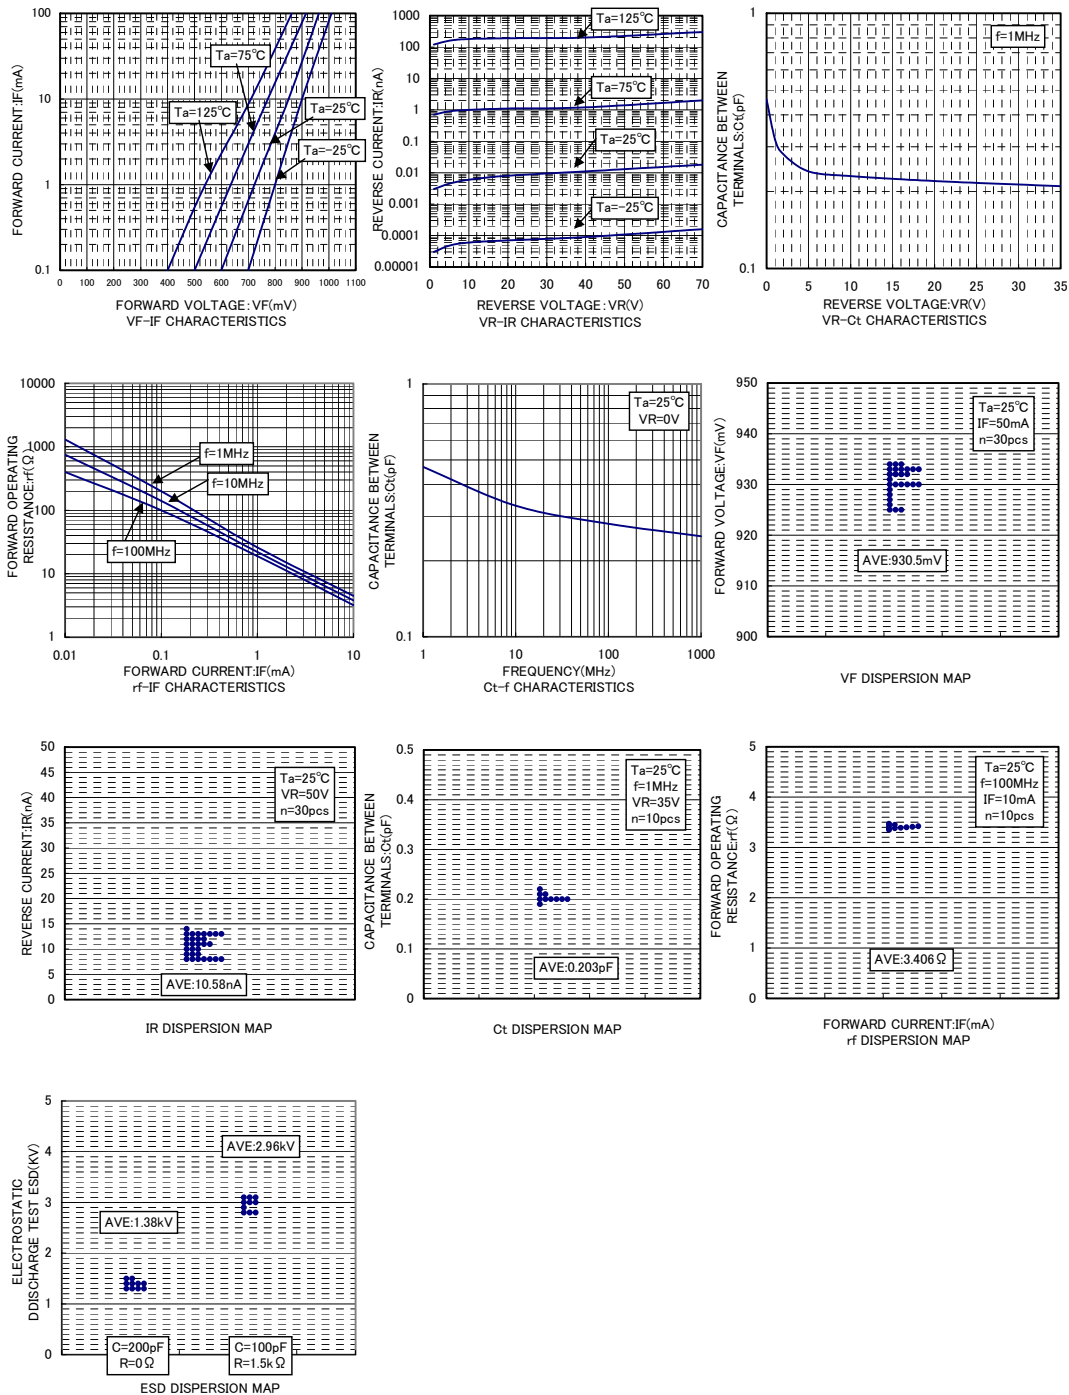 100
10
1
0.1
FORWARD CURRENT:IF(mA)
Ta=75℃
Ta=125℃
Ta=25℃
Ta=-25℃
0 100 200 300 400 500 600 700 800 900 1000 1100
FORWARD VOLTAGE:VF(mV)
VF-IF CHARACTERISTICS
1000
100
10
1
0.1
0.01
0.001
0.0001
0.00001
REVERSE CURRENT:IR(nA)
Ta=125℃
Ta=75℃
Ta=25℃
Ta=-25℃
0 10 20 30 40 50 60 70
REVERSE VOLTAGE:VR(V)
VR-IR CHARACTERISTICS
1
0.1
CAPACITANCE BETWEEN
TERMINALS:Ct(pF)
f=1MHz
0 5 10 15 20 25 30 35
REVERSE VOLTAGE:VR(V)
VR-Ct CHARACTERISTICS
10000
1000
100
10
1
FORWARD OPERATING
RESISTANCE:rf(Ω)
f=1MHz
f=10MHz
f=100MHz
0.01 0.1 1 10
FORWARD CURRENT:IF(mA)
rf-IF CHARACTERISTICS
1
0.1
CAPACITANCE BETWEEN
TERMINALS:Ct(pF)
Ta=25℃
VR=0V
1 10 100 1000
FREQUENCY(MHz)
Ct-f CHARACTERISTICS
950
940
930
920
910
900
FORWARD VOLTAGE:VF(mV)
Ta=25℃
IF=50mA
n=30pcs
AVE:930.5mV
VF DISPERSION MAP
50
45
40
35
30
25
20
15
10
5
0
REVERSE CURRENT:IR(nA)
Ta=25℃
VR=50V
n=30pcs
AVE:10.58nA
IR DISPERSION MAP
0.5
0.4
0.3
0.2
0.1
0
CAPACITANCE BETWEEN
TERMINALS:Ct(pF)
Ta=25℃
f=1MHz
VR=35V
n=10pcs
AVE:0.203pF
Ct DISPERSION MAP
5
4
3
2
1
0
FORWARD OPERATING
RESISTANCE:rf(Ω)
Ta=25℃
f=100MHz
IF=10mA
n=10pcs
AVE:3.406Ω
FORWARD CURRENT:IF(mA)
rf DISPERSION MAP
5
4
3
2
1
0
ELECTROSTATIC
DDISCHARGE TEST ESD(KV)
AVE:2.96kV
AVE:1.38kV
C=200pF
R=0Ω
C=100pF
R=1.5kΩ
ESD DISPERSION MAP